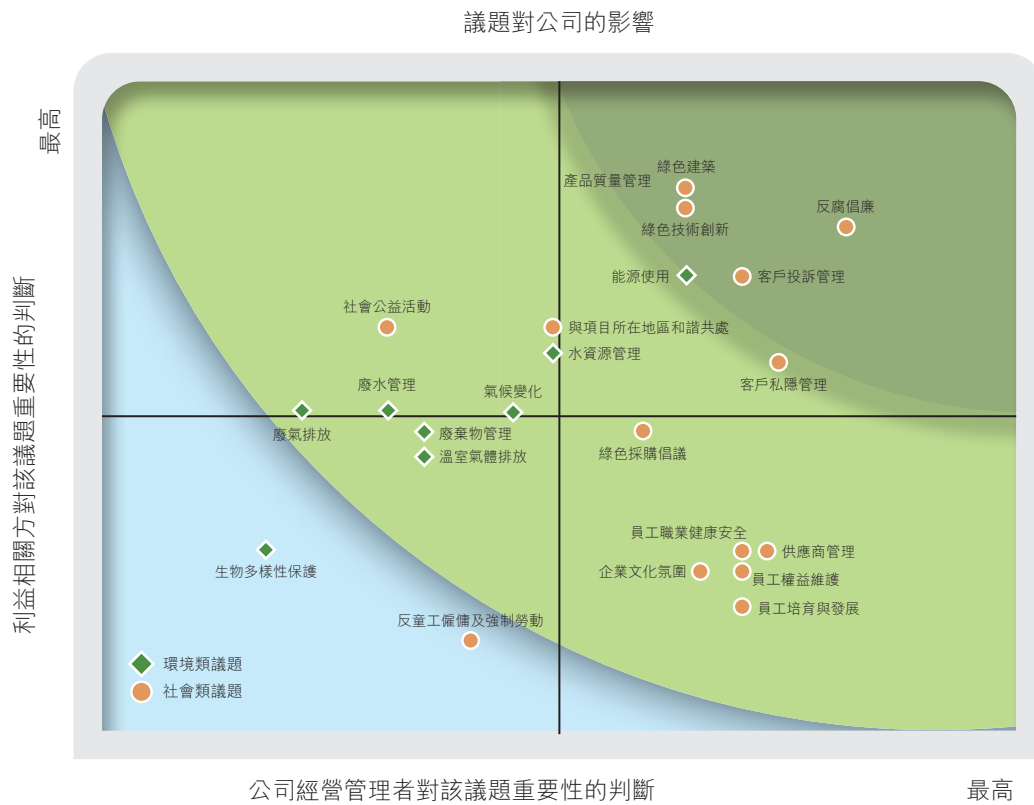 議題對公司的影響
最高
利益相關方對該議題重要性的判斷
綠色建築
產品質量管理
綠色技術創新
反腐倡廉
能源使用
客戶投訴管理
社會公益活動
與項目所在地區和諧共處
水資源管理
客戶私隱管理
廢水管理
氣候變化
廢氣排放
廢棄物管理
綠色採購倡議
溫室氣體排放
員工職業健康安全
供應商管理
生物多樣性保護
企業文化氛圍
員工權益維護
員工培育與發展
反童工僱傭及強制勞動
環境類議題
社會類議題
公司經營管理者對該議題重要性的判斷
最高